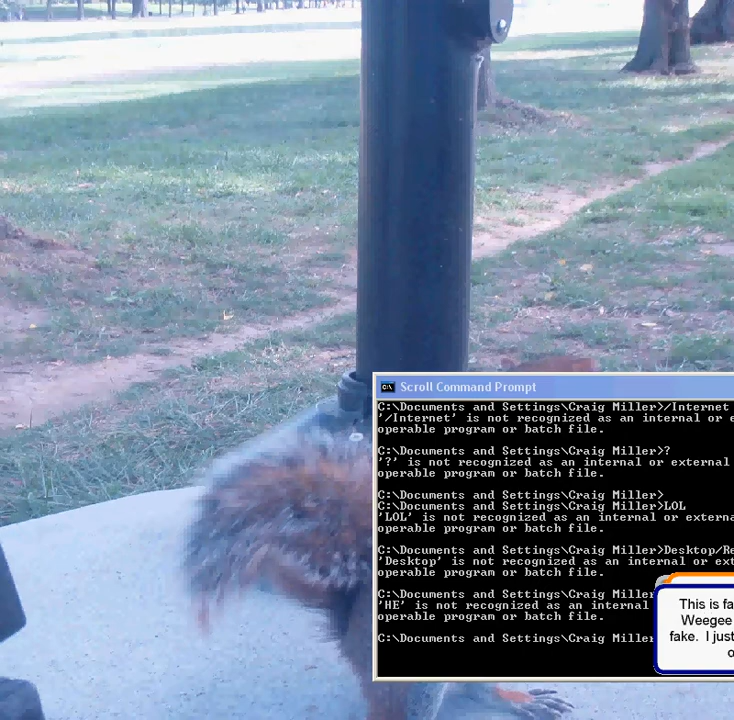 Scroll Command Prompt
C:\Documents and Settings\Craig Miller>/Internet
'/Internet' is not recognized as an internal or
operable program or batch file.
C:\Documents and Settings\Craig Miller>?
'?' is not recognized as an internal or external
operable program or batch file.
C:\Documents and Settings\Craig Miller>
C:\Documents and Settings\Craig Miller>LOL
'LOL' is not recognized as an internal or
operable program or batch file.
C:\Documents and Settings\Craig Miller>Desktop/
'Desktop' is not recognized as an internal or
operable program or batch file.
C:\Documents and Settings\Craig Miller
'HE' is not recognized as an internal
operable program or batch file.
C:\Documents and Settings\Craig Miller
This is
Weegee
fake. I just